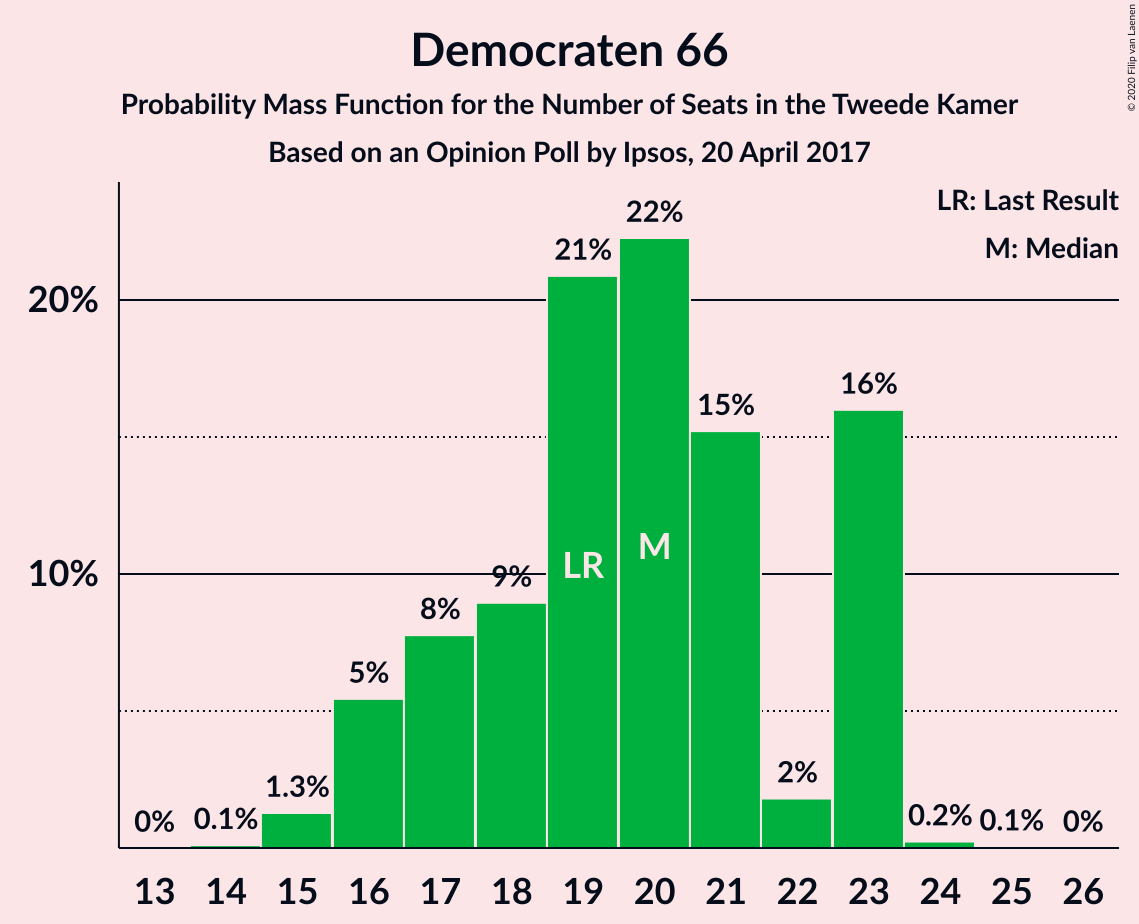 Democraten 66
Probability Mass Function for the Number of Seats in the Tweede Kamer
Based on an Opinion Poll by Ipsos, 20 April 2017
© 2020 Filip van Laenen
LR: Last Result
M: Median
20%
10%
0%
0.1%
1.3%
5%
8%
9%
21%
22%
15%
2%
16%
0.2%
0.1%
0%
LR
M
13 14 15 16 17 18 19 20 21 22 23 24 25 26